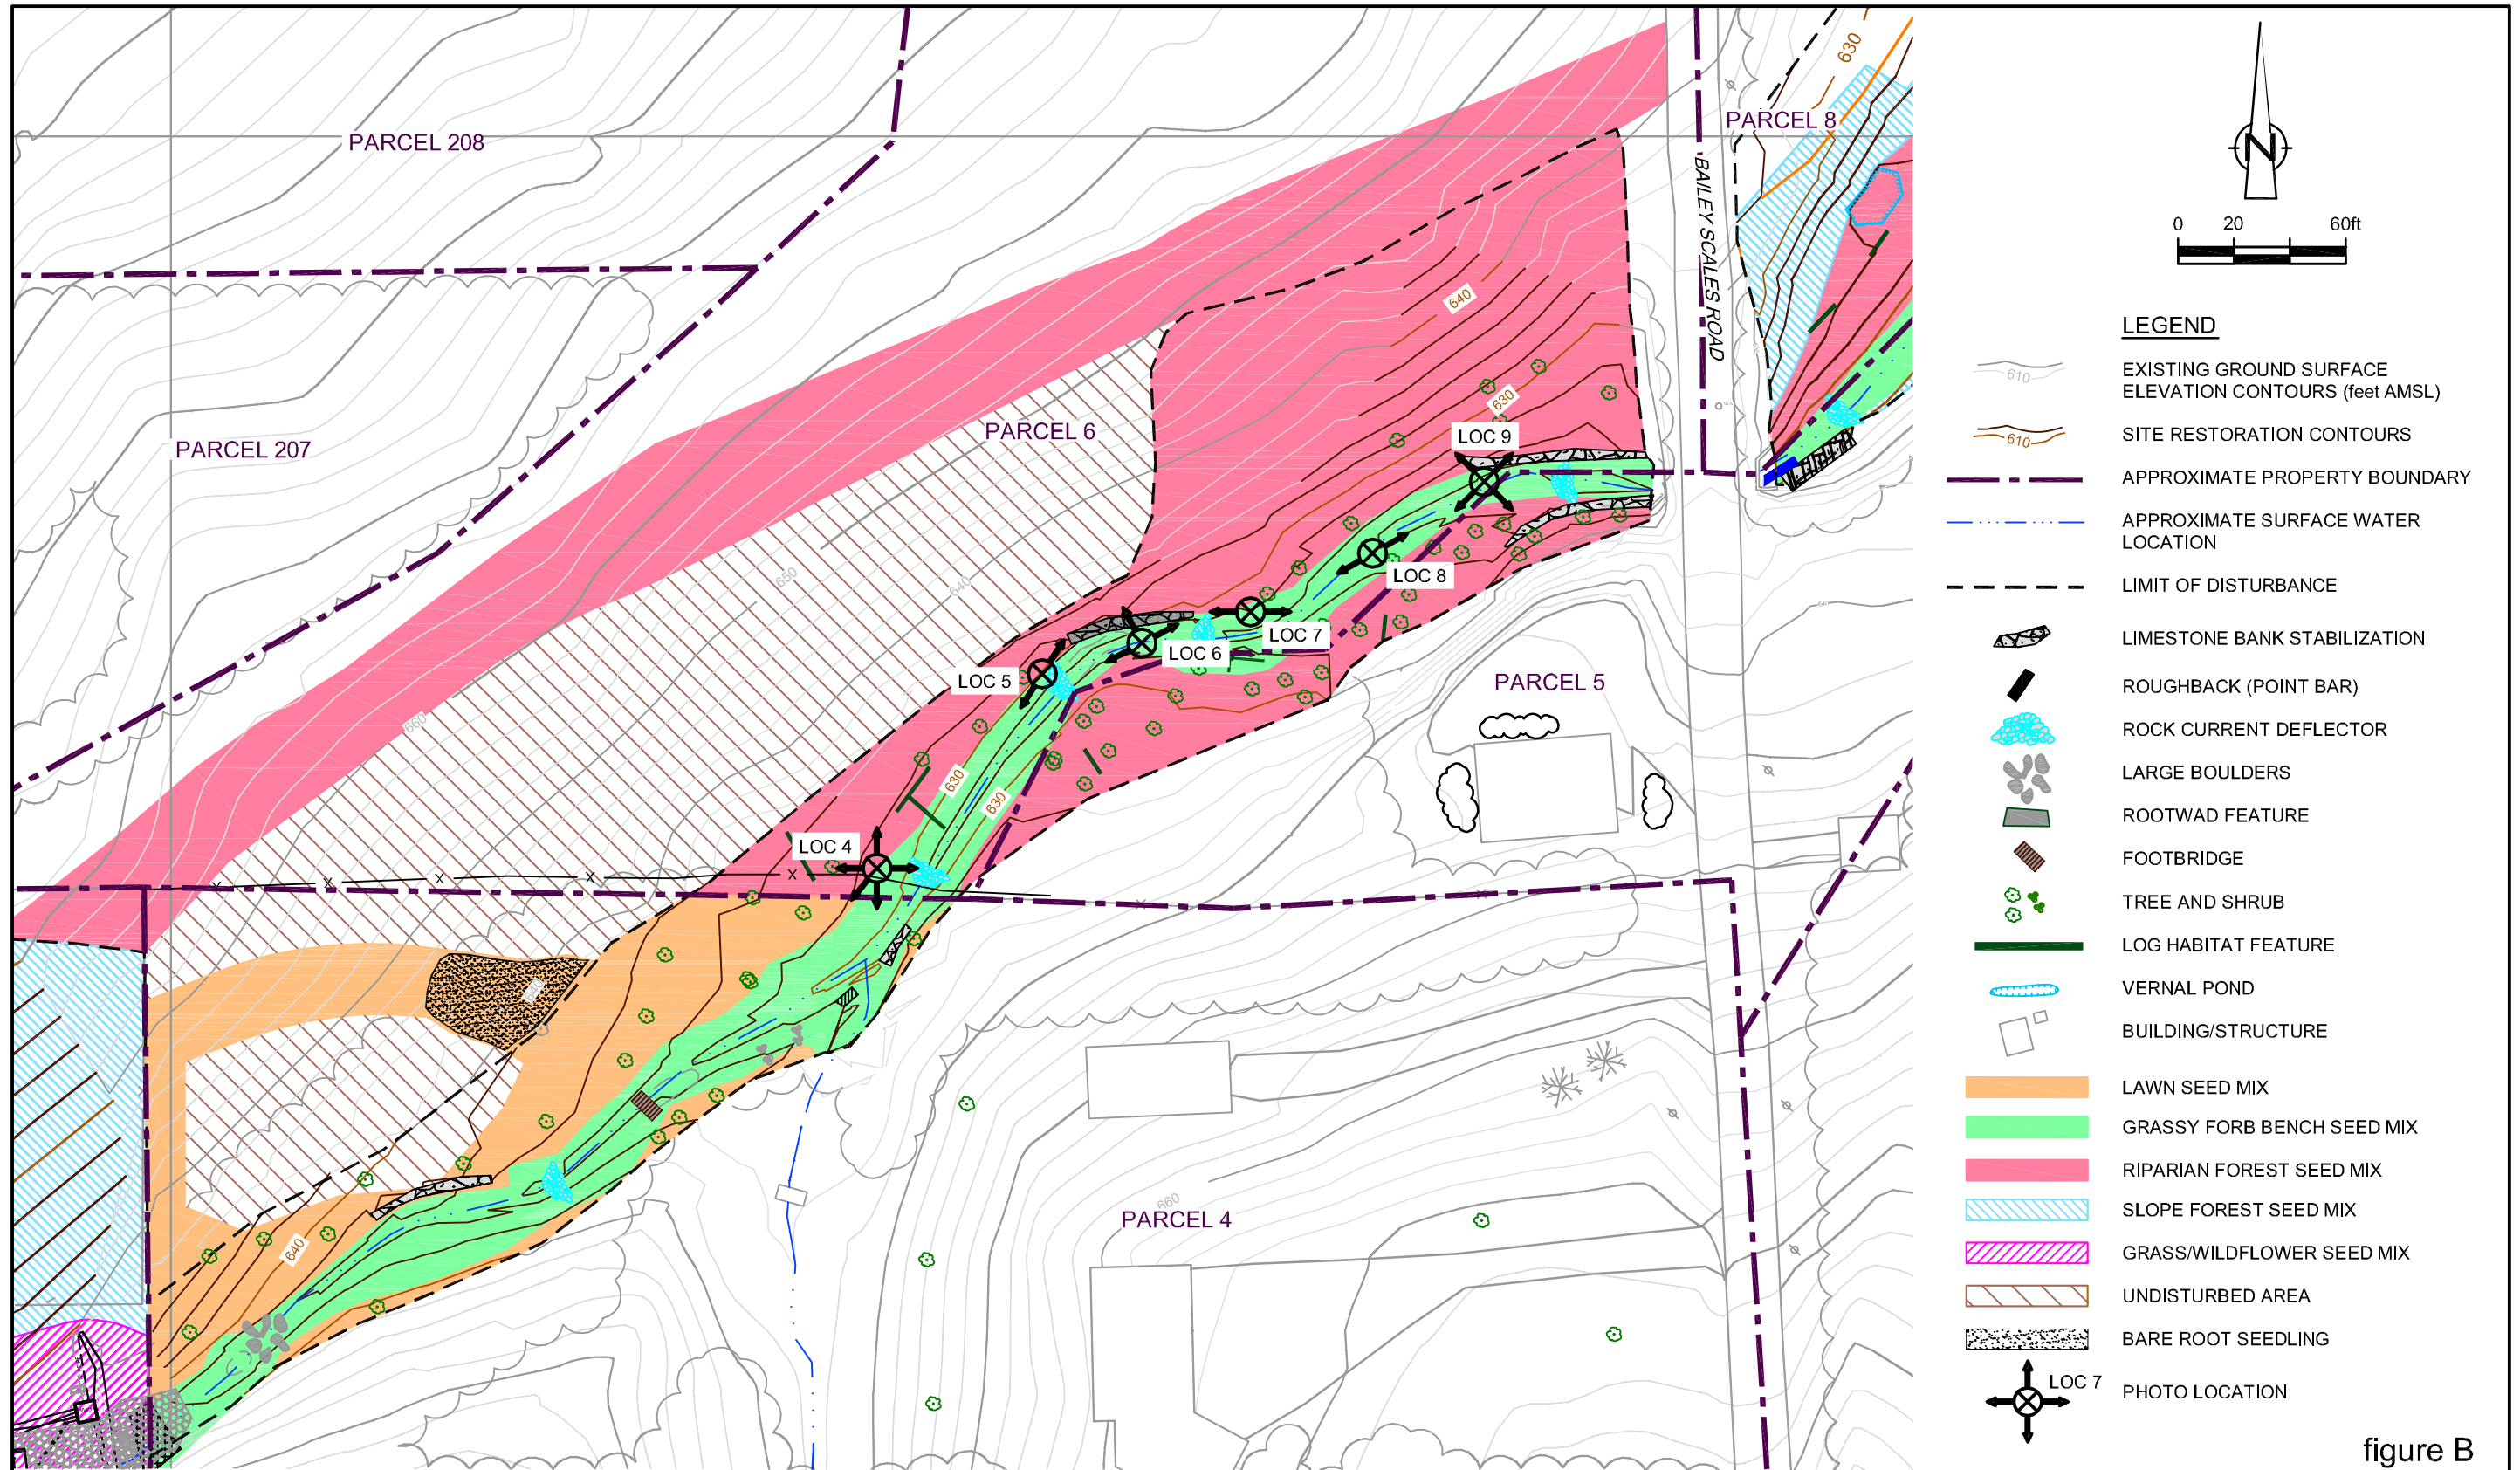 PARCEL 208
PARCEL 8
630
BAILEY SCALES ROAD
640
PARCEL 207
PARCEL 6
630
LOC 9
650
640
LOC 8
LOC 7
LOC 6
LOC 5
PARCEL 5
660
630
630
LOC 4
X
X
X
X
X
X
X
640
640
660
PARCEL 4
N
0 20 60ft
LEGEND
610
EXISTING GROUND SURFACE
ELEVATION CONTOURS (feet AMSL)
610
SITE RESTORATION CONTOURS
APPROXIMATE PROPERTY BOUNDARY
APPROXIMATE SURFACE WATER
LOCATION
LIMIT OF DISTURBANCE
LIMESTONE BANK STABILIZATION
ROUGHBACK (POINT BAR)
ROCK CURRENT DEFLECTOR
LARGE BOULDERS
ROOTWAD FEATURE
FOOTBRIDGE
TREE AND SHRUB
LOG HABITAT FEATURE
VERNAL POND
BUILDING/STRUCTURE
LAWN SEED MIX
GRASSY FORB BENCH SEED MIX
RIPARIAN FOREST SEED MIX
SLOPE FOREST SEED MIX
GRASS/WILDFLOWER SEED MIX
UNDISTURBED AREA
BARE ROOT SEEDLING
LOC 7
PHOTO LOCATION
figure B